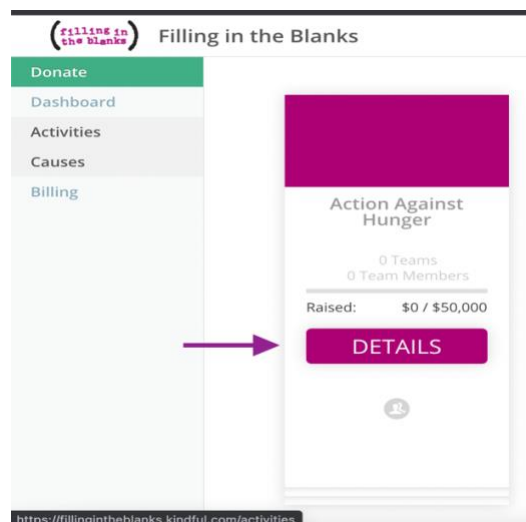 (filling in
the blanks)
Filling in the Blanks
Donate
Dashboard
Activities
Causes
Billing
Action Against
Hunger
0 Teams
0 Team Members
Raised: $0 / $50,000
DETAILS
https://fillingintheblanks.kindful.com/activities